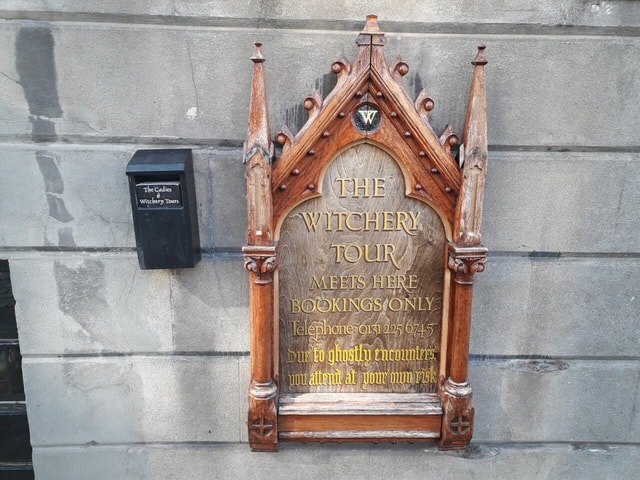 The Cadies
&
Witchery Tours
W
THE
WITCHERY
TOUR
MEETS HERE
BOOKINGS ONLY
Telephone 0131 225 6745
Due to ghostly encounters,
you attend at your own risk